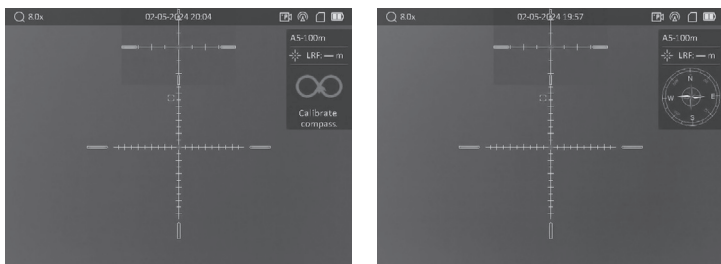 8.0x 02-05-2024 20:04
A5-100m
LRF: — m
Calibrate
compass.
8.0x 02-05-2024 19:57
A5-100m
LRF: — m
N
W E
S